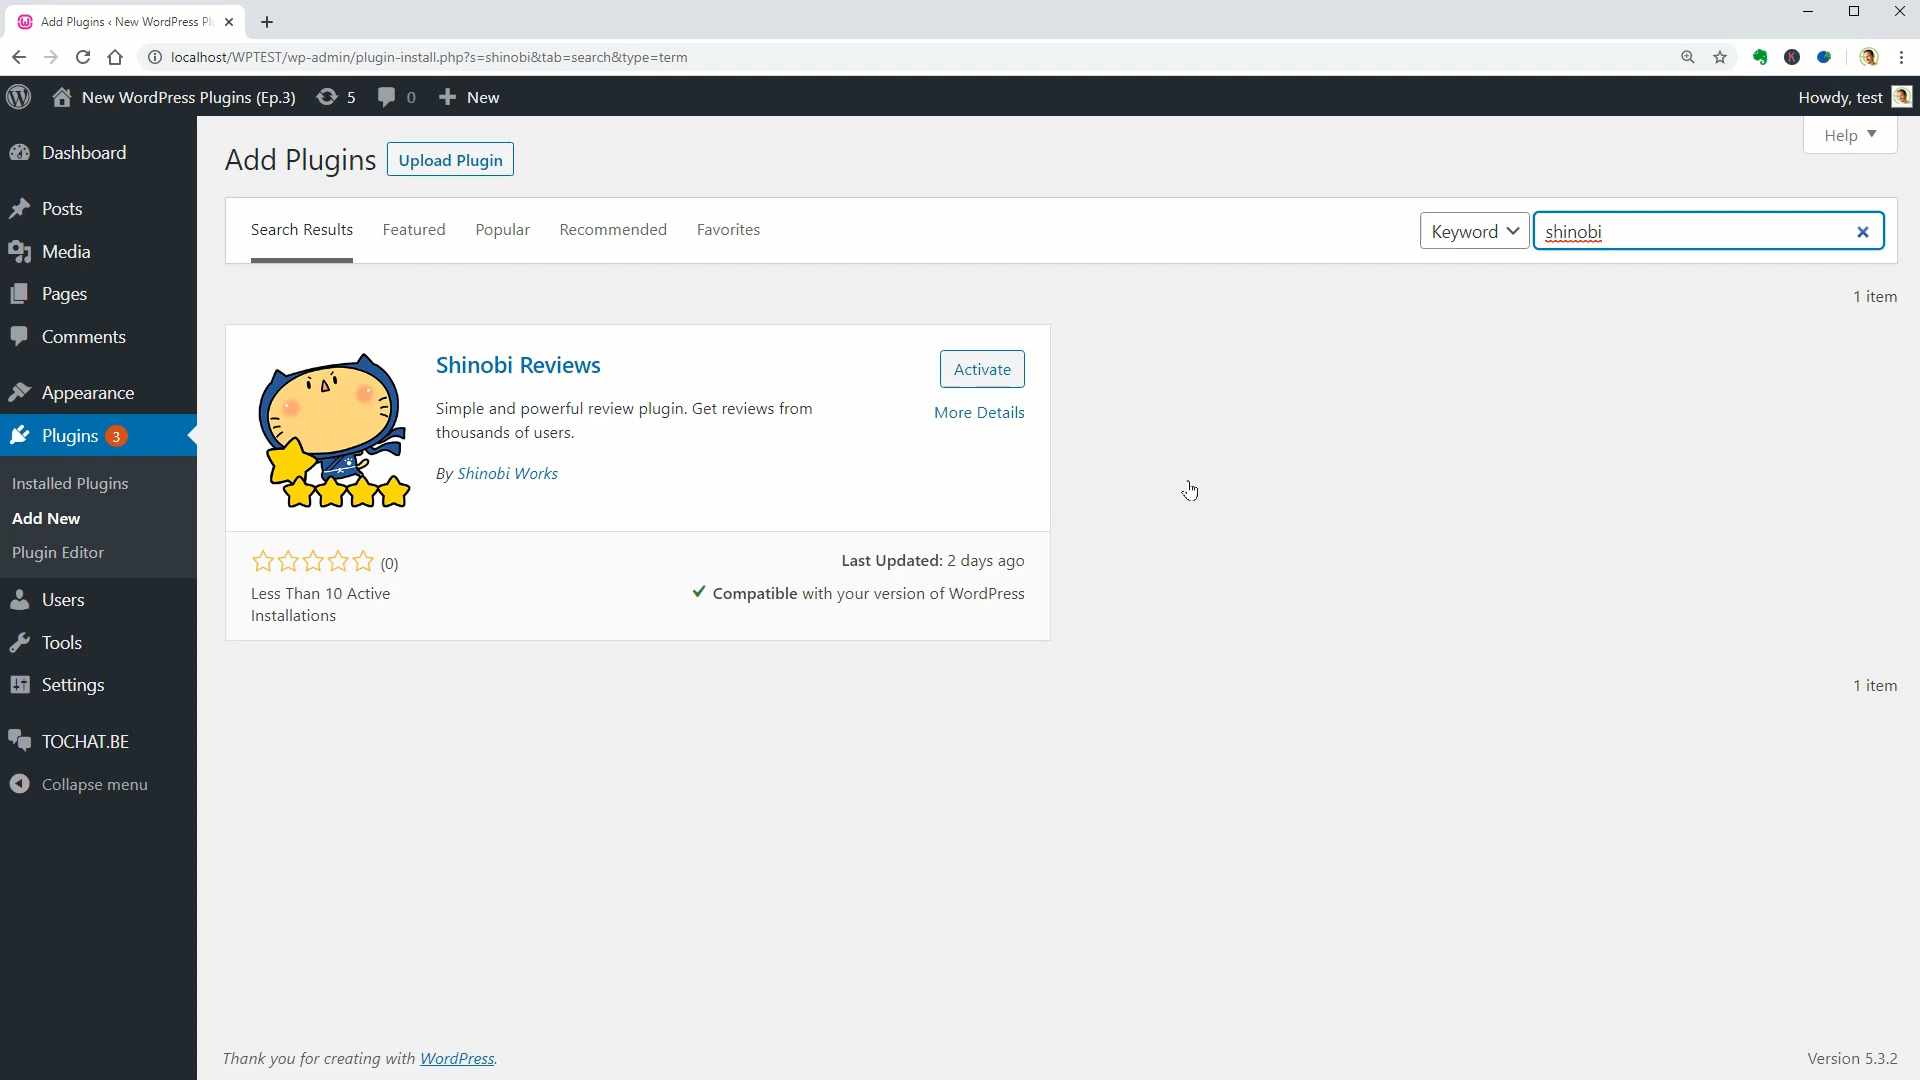 Add Plugins ‹ New WordPress Pl
localhost/WPTEST/wp-admin/plugin-install.php?s=shinobi&tab=search&type=term
New WordPress Plugins (Ep.3) 5 0 New
Howdy, test
Dashboard
Posts
Media
Pages
Comments
Appearance
Plugins 3
Installed Plugins
Add New
Plugin Editor
Users
Tools
Settings
TOCHAT.BE
Collapse menu
Help
Add Plugins Upload Plugin
Search Results Featured Popular Recommended Favorites Keyword shinobi
1 item
Shinobi Reviews
Activate
More Details
Simple and powerful review plugin. Get reviews from
thousands of users.
By Shinobi Works
(0)
Less Than 10 Active
Installations
Last Updated: 2 days ago
Compatible with your version of WordPress
1 item
Thank you for creating with WordPress.
Version 5.3.2